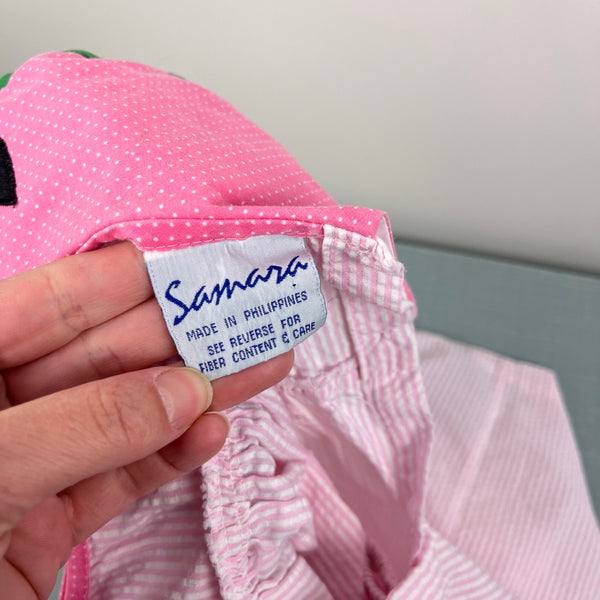 Samara
MADE IN PHILIPPINES
SEE REVERSE FOR
FIBER CONTENT & CARE